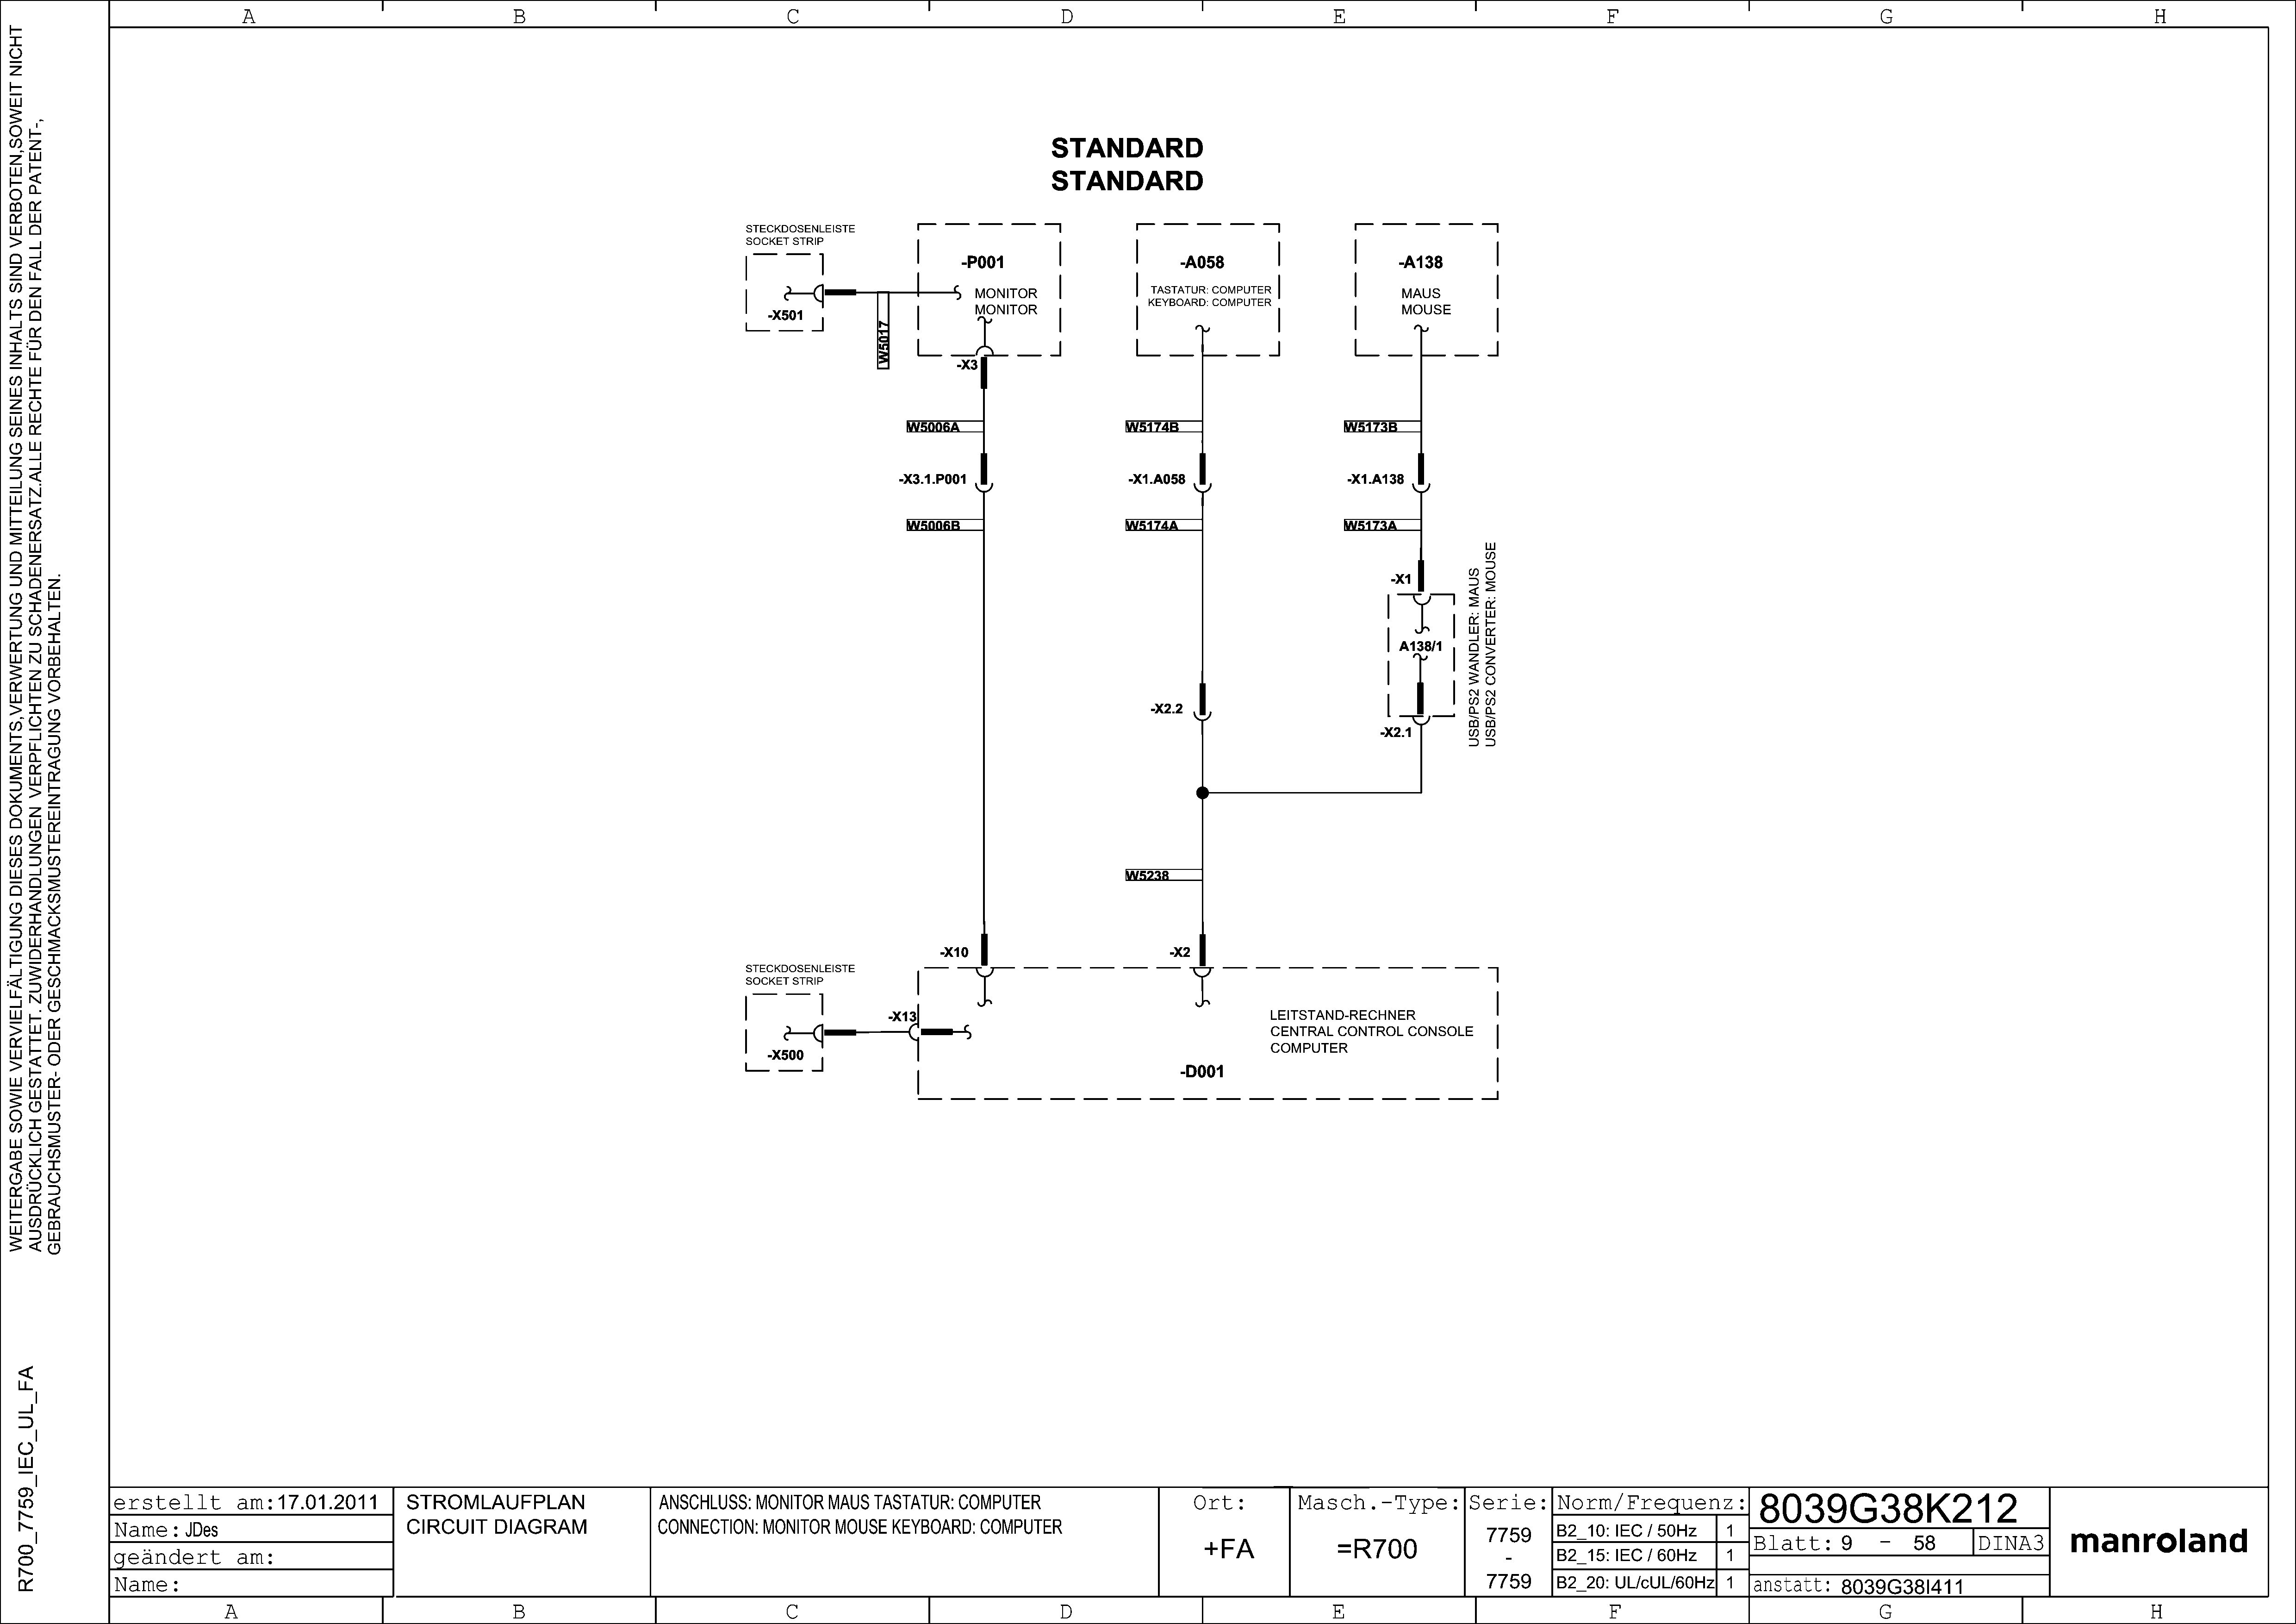 A B C D E F G H
WEITERGABE SOWIE VERVIELFÄLTIGUNG DIESES DOKUMENTS,VERWERTUNG UND MITTEILUNG SEINES INHALTS SIND VERBOTEN,SOWEIT NICHT
AUSDRÜCKLICH GESTATTET. ZUWIDERHANDLUNGEN VERPFLICHTEN ZU SCHADENERSATZ.ALLE RECHTE FÜR DEN FALL DER PATENT-,
GEBRAUCHSMUSTER- ODER GESCHMACKSMUSTEREINTRAGUNG VORBEHALTEN.
R700_7759_IEC_UL_FA
STANDARD
STANDARD
STECKDOSENLEISTE
SOCKET STRIP
-X501
W5017
-P001
MONITOR
MONITOR
-X3
-A058
TASTATUR: COMPUTER
KEYBOARD: COMPUTER
-A138
MAUS
MOUSE
W5006A
W5174B
W5173B
-X3.1.P001
-X1.A058
-X1.A138
W5006B
W5174A
W5173A
-X1
A138/1
USB/PS2 WANDLER: MAUS
USB/PS2 CONVERTER: MOUSE
-X2.2
-X2.1
W5238
-X10
-X2
STECKDOSENLEISTE
SOCKET STRIP
-X500
-X13
LEITSTAND-RECHNER
CENTRAL CONTROL CONSOLE
COMPUTER
-D001
erstellt am:17.01.2011
Name: JDes
geändert am:
Name:
STROMLAUFPLAN
CIRCUIT DIAGRAM
ANSCHLUSS: MONITOR MAUS TASTATUR: COMPUTER
CONNECTION: MONITOR MOUSE KEYBOARD: COMPUTER
Ort:
+FA
Masch.-Type:
=R700
Serie:
7759
-
7759
Norm/Frequenz:
B2_10: IEC / 50Hz 1
B2_15: IEC / 60Hz 1
B2_20: UL/cUL/60Hz 1
8039G38K212
Blatt: 9 - 58 DINA3
anstatt: 8039G38I411
manroland
A B C D E F G H